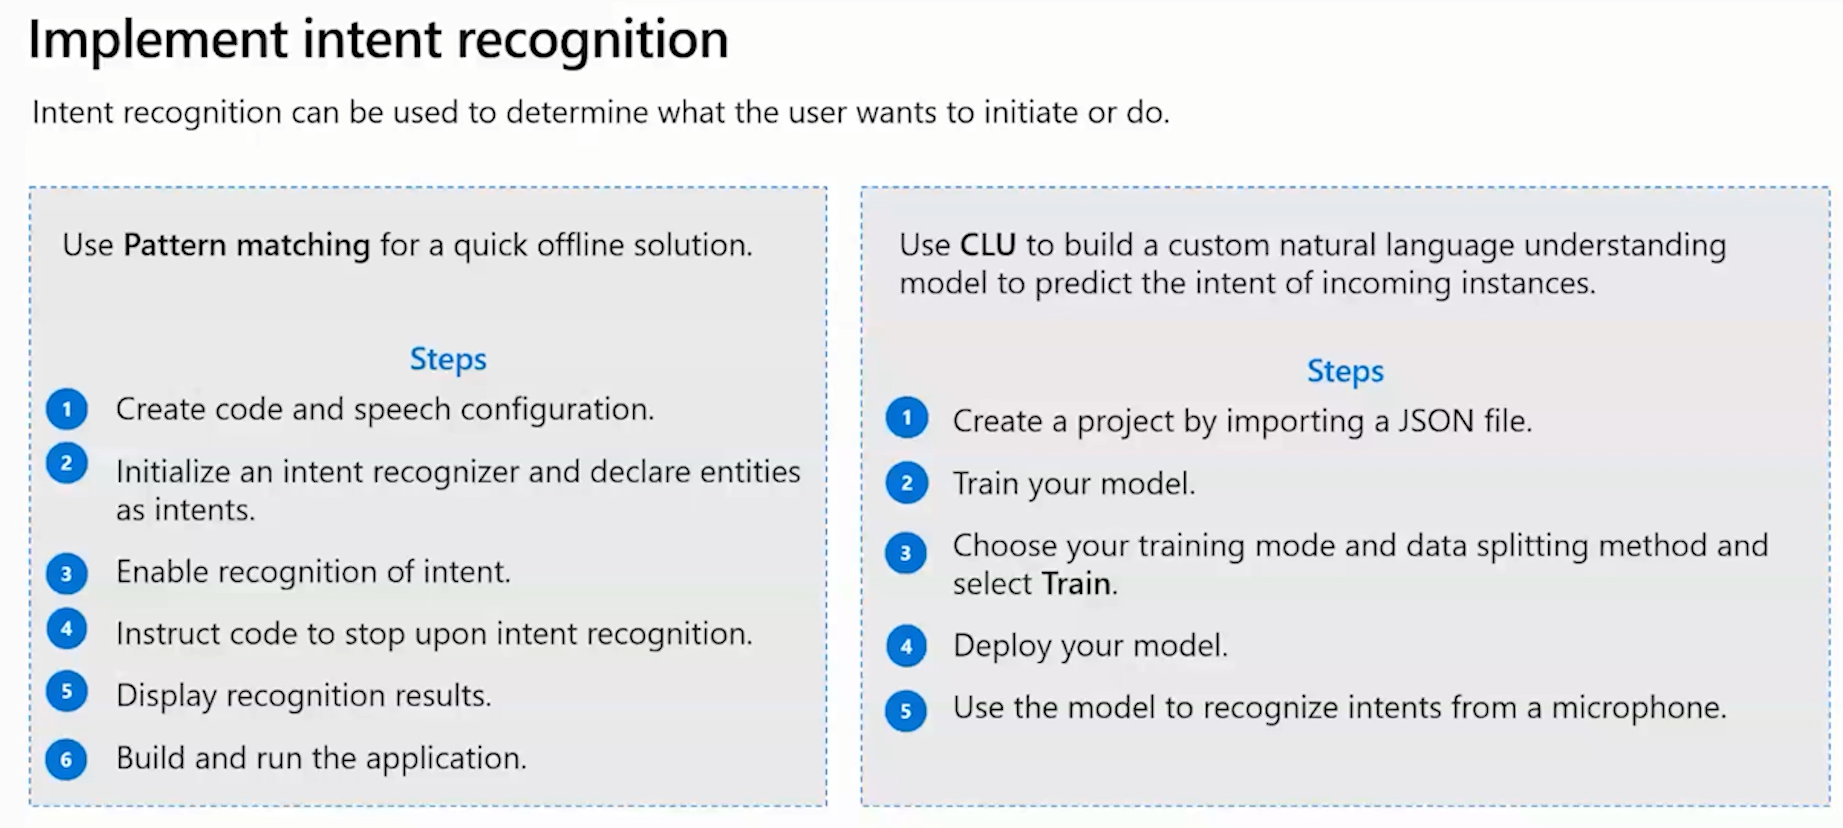 Implement intent recognition
Intent recognition can be used to determine what the user wants to initiate or do.
Use Pattern matching for a quick offline solution.
Steps
1 Create code and speech configuration.
2 Initialize an intent recognizer and declare entities
as intents.
3 Enable recognition of intent.
4 Instruct code to stop upon intent recognition.
5 Display recognition results.
6 Build and run the application.
Use CLU to build a custom natural language understanding
model to predict the intent of incoming instances.
Steps
1 Create a project by importing a JSON file.
2 Train your model.
3 Choose your training mode and data splitting method and
select Train.
4 Deploy your model.
5 Use the model to recognize intents from a microphone.